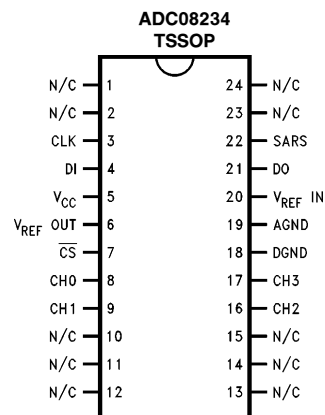 ADC08234
TSSOP
N/C 1 24 N/C
N/C 2 23 N/C
CLK 3 22 SARS
DI 4 21 DO
VCC 5 20 VREF IN
VREF OUT 6 19 AGND
CS 7 18 DGND
CH0 8 17 CH3
CH1 9 16 CH2
N/C 10 15 N/C
N/C 11 14 N/C
N/C 12 13 N/C